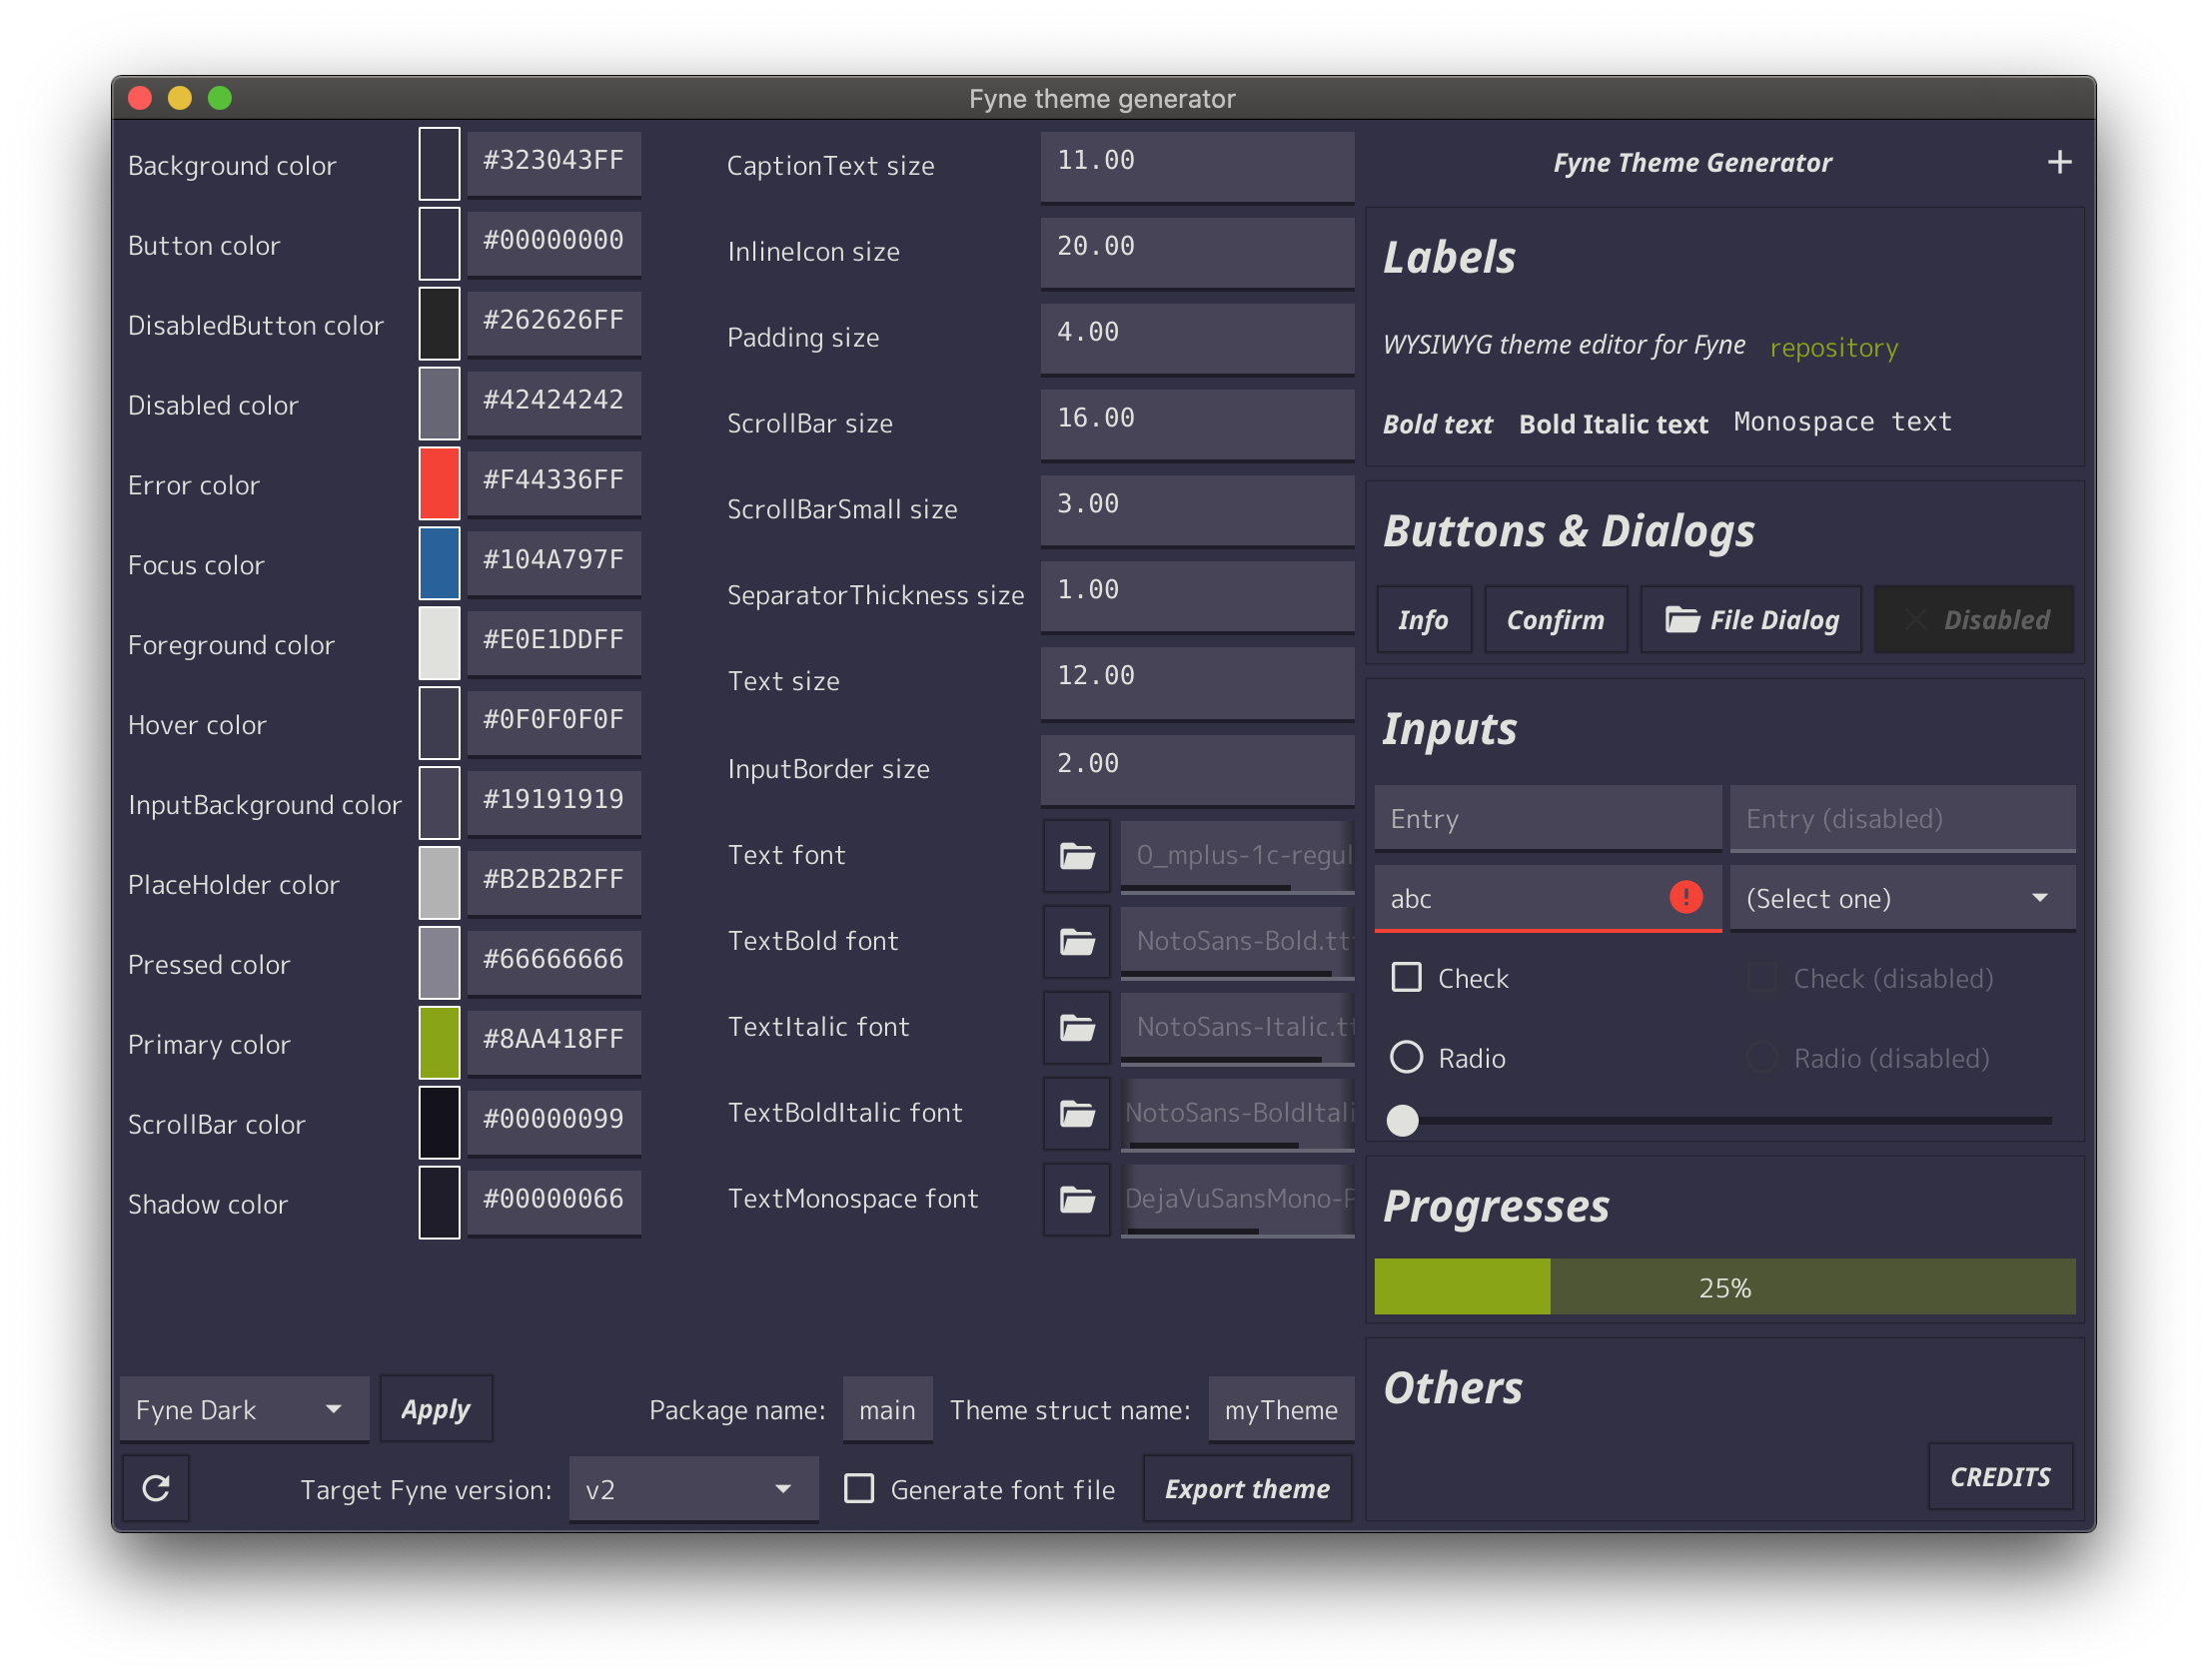 Fyne theme generator
Background color #323043FF
Button color #00000000
DisabledButton color #262626FF
Disabled color #42424242
Error color #F44336FF
Focus color #104A797F
Foreground color #E0E1DDFF
Hover color #0F0F0F0F
InputBackground color #19191919
PlaceHolder color #B2B2B2FF
Pressed color #66666666
Primary color #8AA418FF
ScrollBar color #00000099
Shadow color #00000066
CaptionText size 11.00
InlineIcon size 20.00
Padding size 4.00
ScrollBar size 16.00
ScrollBarSmall size 3.00
SeparatorThickness size 1.00
Text size 12.00
InputBorder size 2.00
Text font 0_mplus-1c-regul
TextBold font NotoSans-Bold.tt
TextItalic font NotoSans-Italic.tt
TextBoldItalic font NotoSans-BoldItali
TextMonospace font DejaVuSansMono-P
Fyne Dark Apply Package name: main Theme struct name: myTheme
Target Fyne version: v2 Generate font file Export theme
Fyne Theme Generator
Labels
WYSIWYG theme editor for Fyne repository
Bold text Bold Italic text Monospace text
Buttons & Dialogs
Info Confirm File Dialog Disabled
Inputs
Entry Entry (disabled)
abc (Select one)
Check Check (disabled)
Radio Radio (disabled)
Progresses
25%
Others
CREDITS